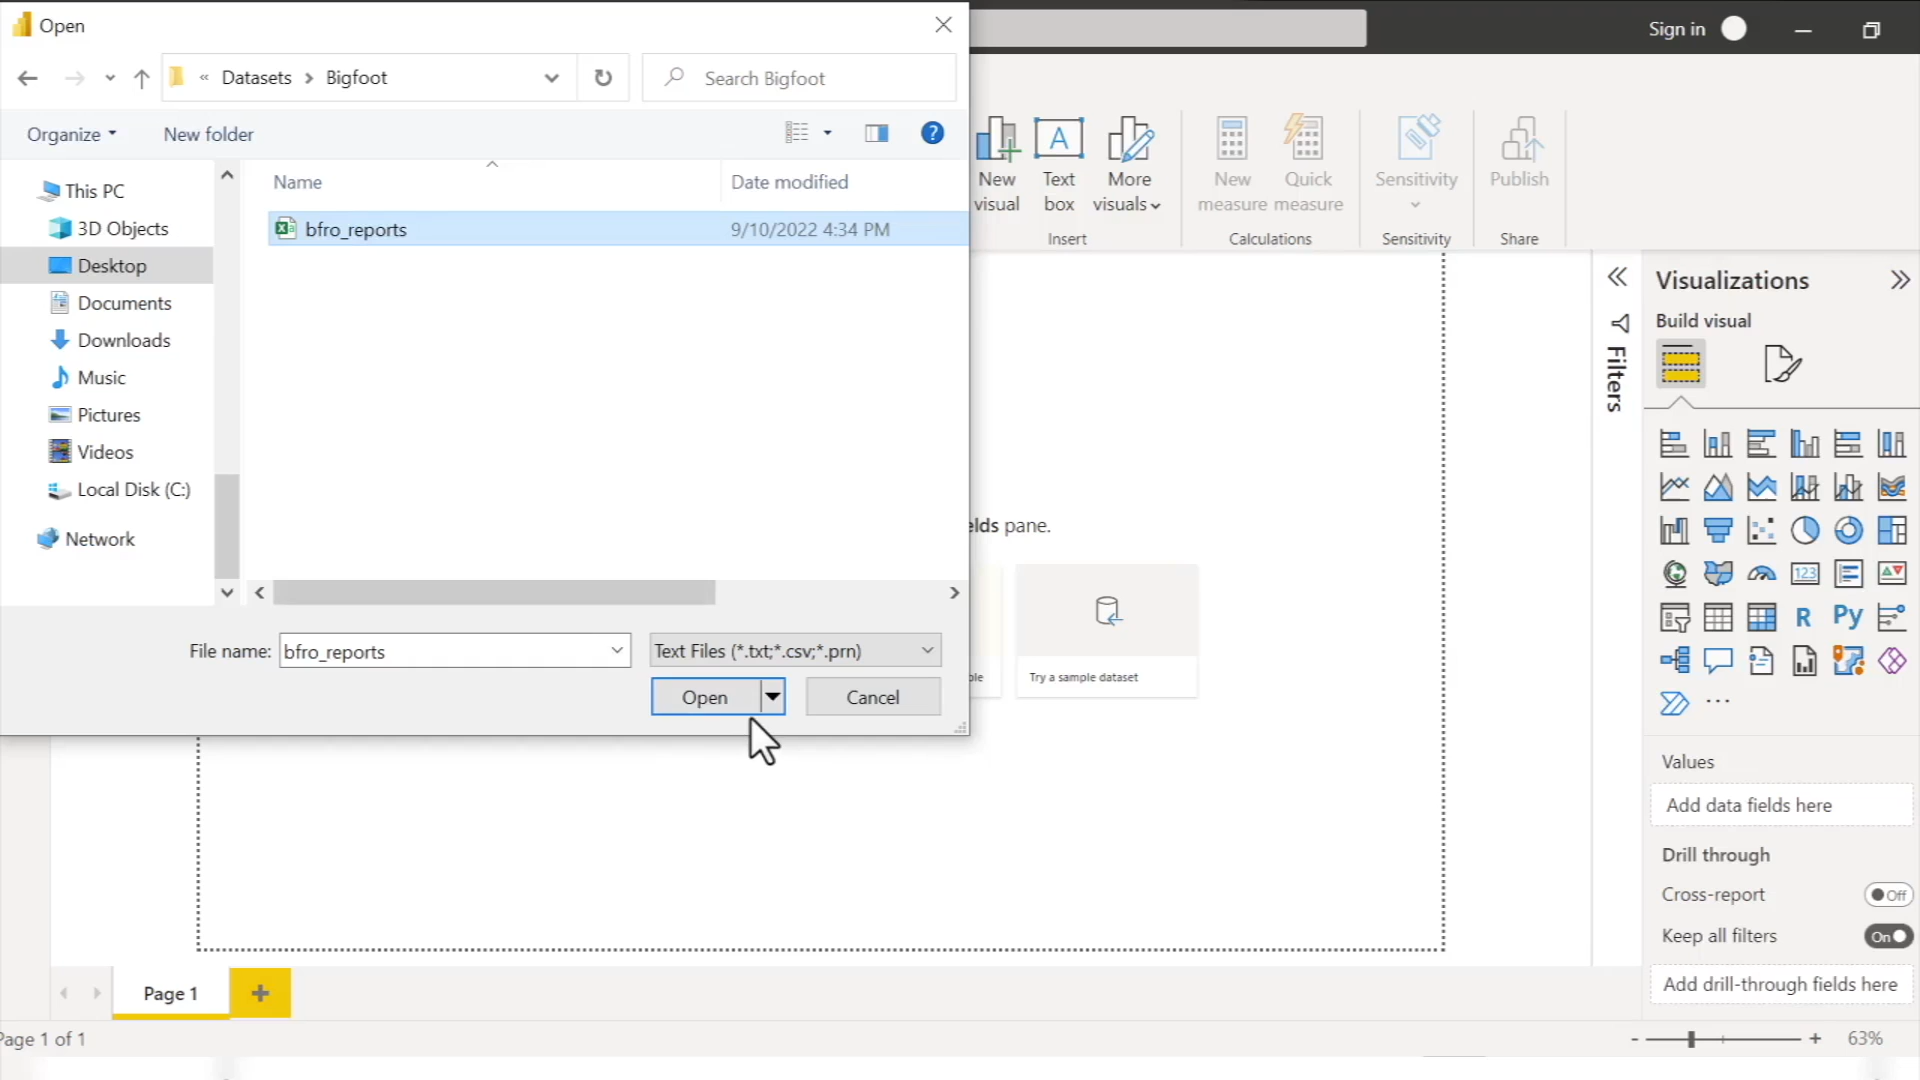 Open
Sign in
« Datasets > Bigfoot
Search Bigfoot
Organize
New folder
Name
Date modified
bfro_reports
9/10/2022 4:34 PM
This PC
3D Objects
Desktop
Documents
Downloads
Music
Pictures
Videos
Local Disk (C:)
Network
File name: bfro_reports
Text Files (*.txt;*.csv;*.prn)
Open
Cancel
New visual
Text box
More visuals
Insert
New measure
Quick measure
Calculations
Sensitivity
Sensitivity
Publish
Share
elds pane.
ple
Try a sample dataset
Filters
Visualizations
Build visual
123
R
Py
Values
Add data fields here
Drill through
Cross-report
Off
Keep all filters
On
Add drill-through fields here
Page 1
Page 1 of 1
- + 63%